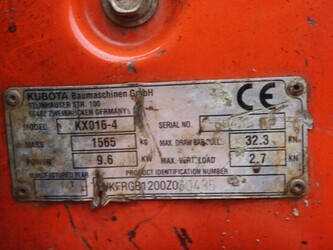 KUBOTA Baumaschinen GmbH
STEINHAUSER STR. 100
66482 ZWEIBRÜCKEN GERMANY
CE
MODEL KX016-4 SERIAL NO.
MASS 1565 kg MAX. DRAW BAR PULL 32.3 kN
POWER 9.6 kW MAX. VERT. LOAD 2.7 kN
PRODUCT IDENTIFICATION NUMBER